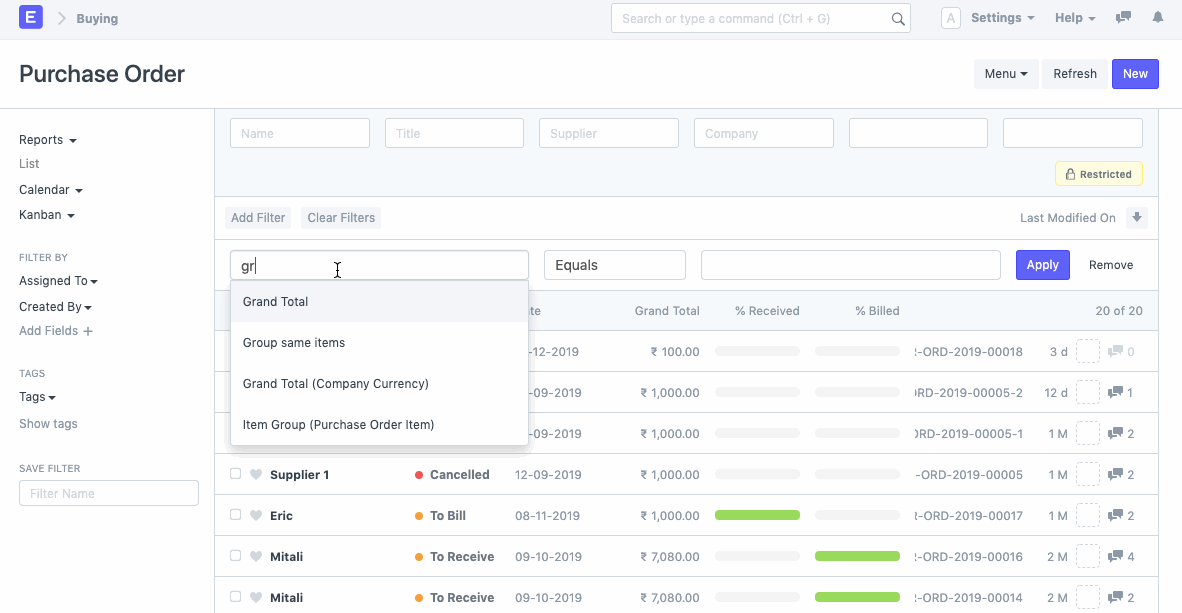 E Buying Search or type a command (Ctrl + G) A Settings Help
Purchase Order Menu Refresh New
Reports
List
Calendar
Kanban
FILTER BY
Assigned To
Created By
Add Fields +
TAGS
Tags
Show tags
SAVE FILTER
Filter Name
Name Title Supplier Company
Restricted
Add Filter Clear Filters Last Modified On
gr Equals Apply Remove
Grand Total
Group same items
Grand Total (Company Currency)
Item Group (Purchase Order Item)
Grand Total % Received % Billed 20 of 20
-12-2019 ₹ 100.00 -ORD-2019-00018 3 d 0
-09-2019 ₹ 1,000.00 ORD-2019-00005-2 12 d 1
-09-2019 ₹ 1,000.00 ORD-2019-00005-1 1 M 2
Supplier 1 Cancelled 12-09-2019 ₹ 1,000.00 -ORD-2019-00005 1 M 2
Eric To Bill 08-11-2019 ₹ 1,000.00 -ORD-2019-00017 1 M 2
Mitali To Receive 09-10-2019 ₹ 7,080.00 -ORD-2019-00016 2 M 4
Mitali To Receive 09-10-2019 ₹ 7,080.00 -ORD-2019-00014 2 M 2